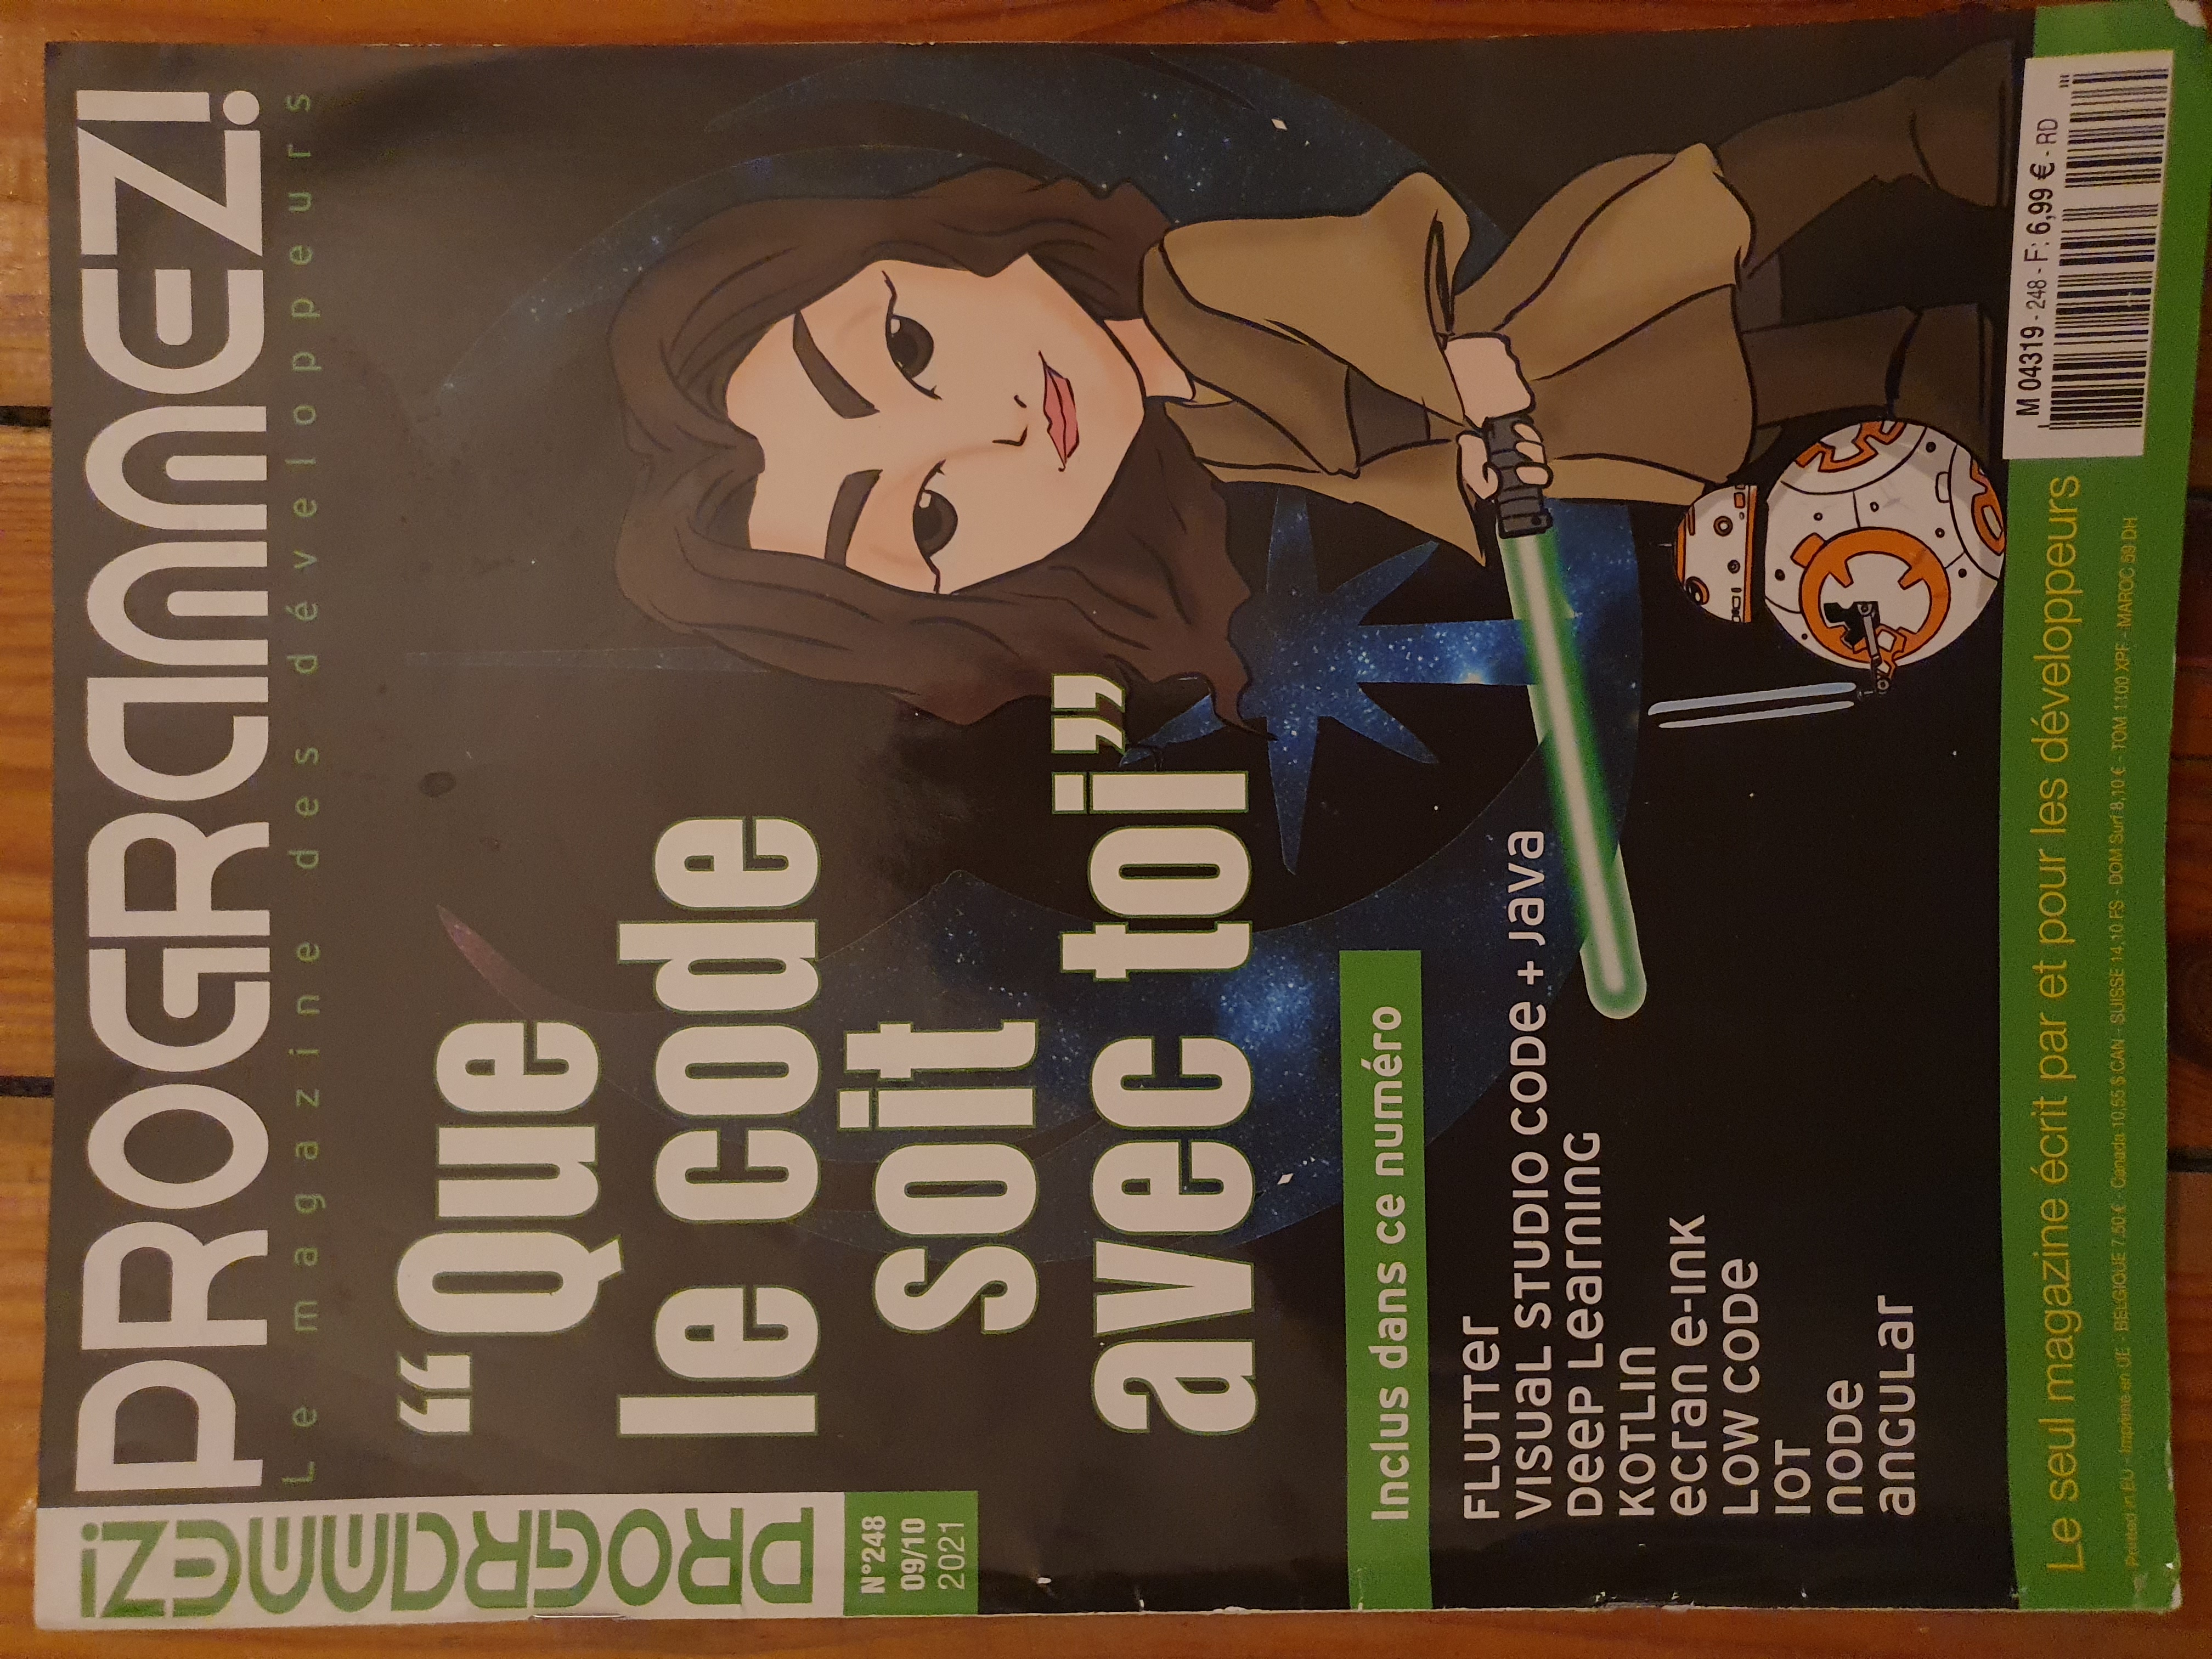 PROGRAMMEZ!
PROGRAMMEZ!
Le magazine des développeurs
N°248
09/10
2021
“Que
le code
soit
avec toi”
Inclus dans ce numéro
FLUTTer
VISUAL STUDIO CODE + JAVA
DEEP LEARNING
KOTLIN
ECRAN E-INK
LOW CODE
IOT
NODE
ANGULAR
Le seul magazine écrit par et pour les développeurs
Printed in EU - Imprimé en UE - BELGIQUE 7.50 € - Canada 10,55 $ CAN - SUISSE 14,10 FS - DOM Surf 8,10 € - TOM 1100 XPF - MAROC 59 DH
M 04319 - 248 - F: 6,99 € - RD